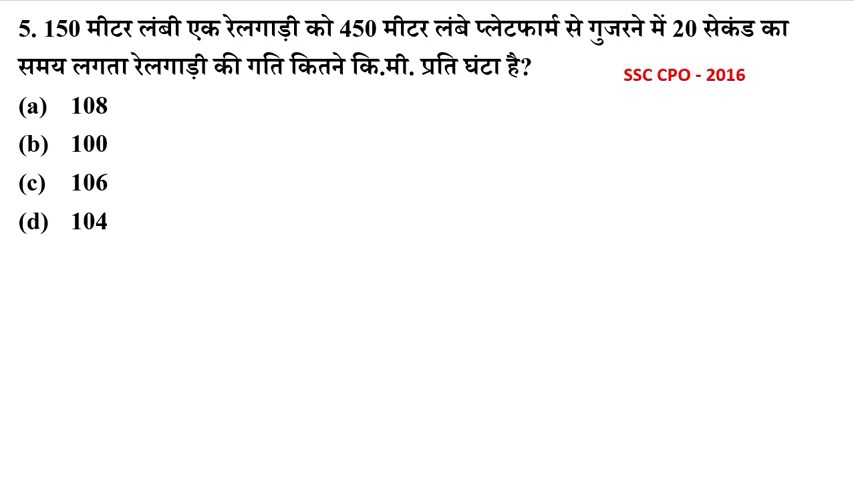 5. 150 मीटर लंबी एक रेलगाड़ी को 450 मीटर लंबे प्लेटफार्म से गुजरने में 20 सेकंड का
समय लगता रेलगाड़ी की गति कितने कि.मी. प्रति घंटा है?
SSC CPO - 2016
(a) 108
(b) 100
(c) 106
(d) 104